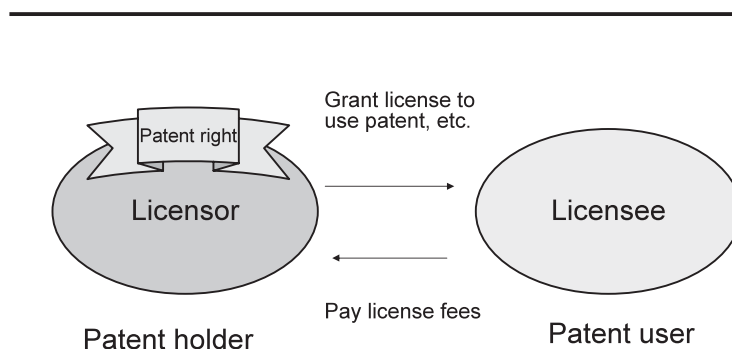 Patent right
Grant license to
use patent, etc.
Licensor
Licensee
Pay license fees
Patent holder
Patent user